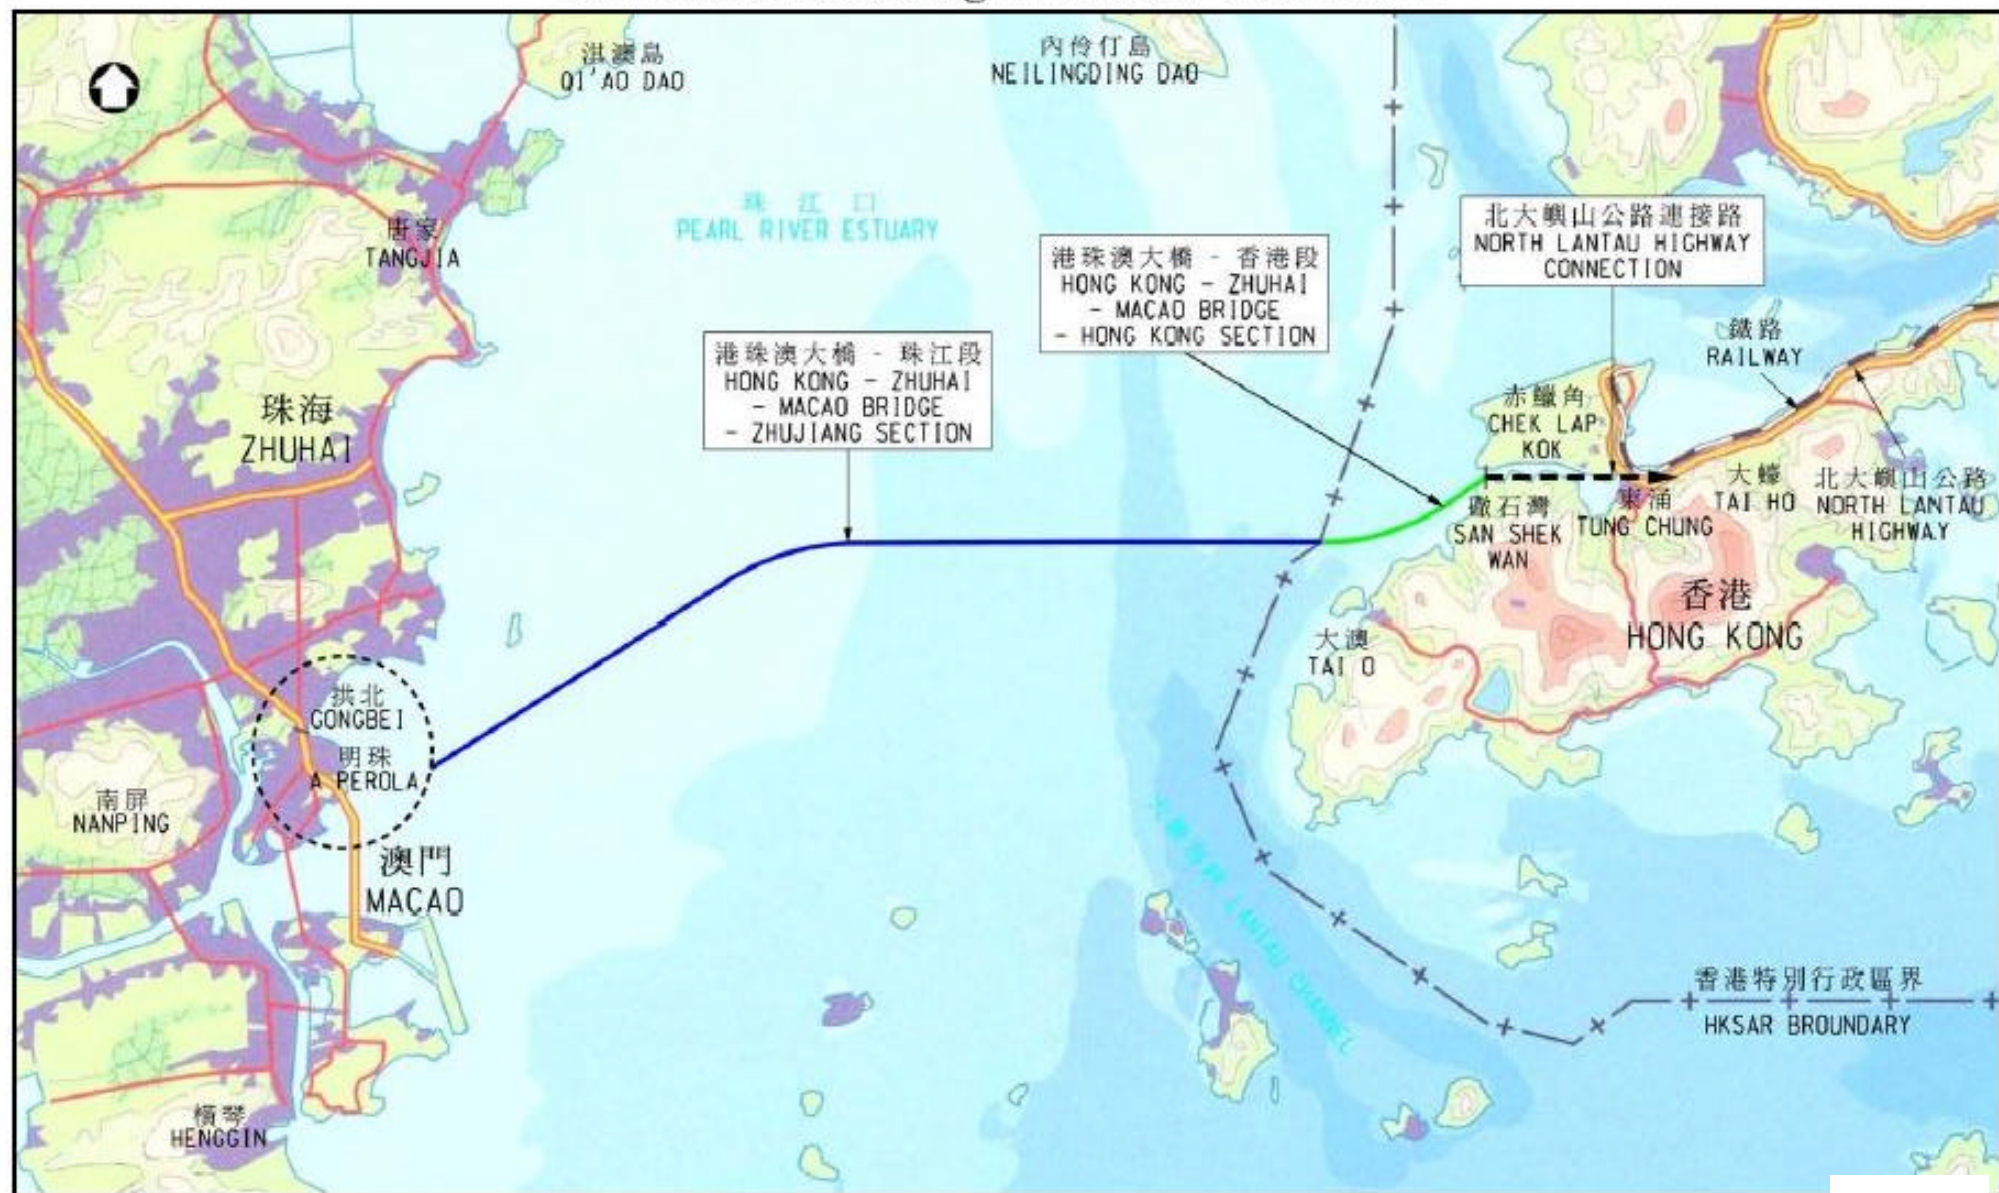 淇澳島
QI'AO DAO
內伶仃島
NEILINGDING DAO
珠江口
PEARL RIVER ESTUARY
唐家
TANGJIA
北大嶼山公路連接路
NORTH LANTAU HIGHWAY
CONNECTION
港珠澳大橋 - 香港段
HONG KONG - ZHUHAI
- MACAO BRIDGE
- HONG KONG SECTION
港珠澳大橋 - 珠江段
HONG KONG - ZHUHAI
- MACAO BRIDGE
- ZHUJIANG SECTION
鐵路
RAILWAY
珠海
ZHUHAI
赤鱲角
CHEK LAP
KOK
䃟石灣
SAN SHEK
WAN
東涌
TUNG CHUNG
大蠔
TAI HO
北大嶼山公路
NORTH LANTAU
HIGHWAY
香港
HONG KONG
大澳
TAI O
拱北
GONGBEI
明珠
A PEROLA
南屏
NANPING
澳門
MACAO
LANTAU CHANNEL
香港特別行政區界
HKSAR BROUNDARY
橫琴
HENGGIN